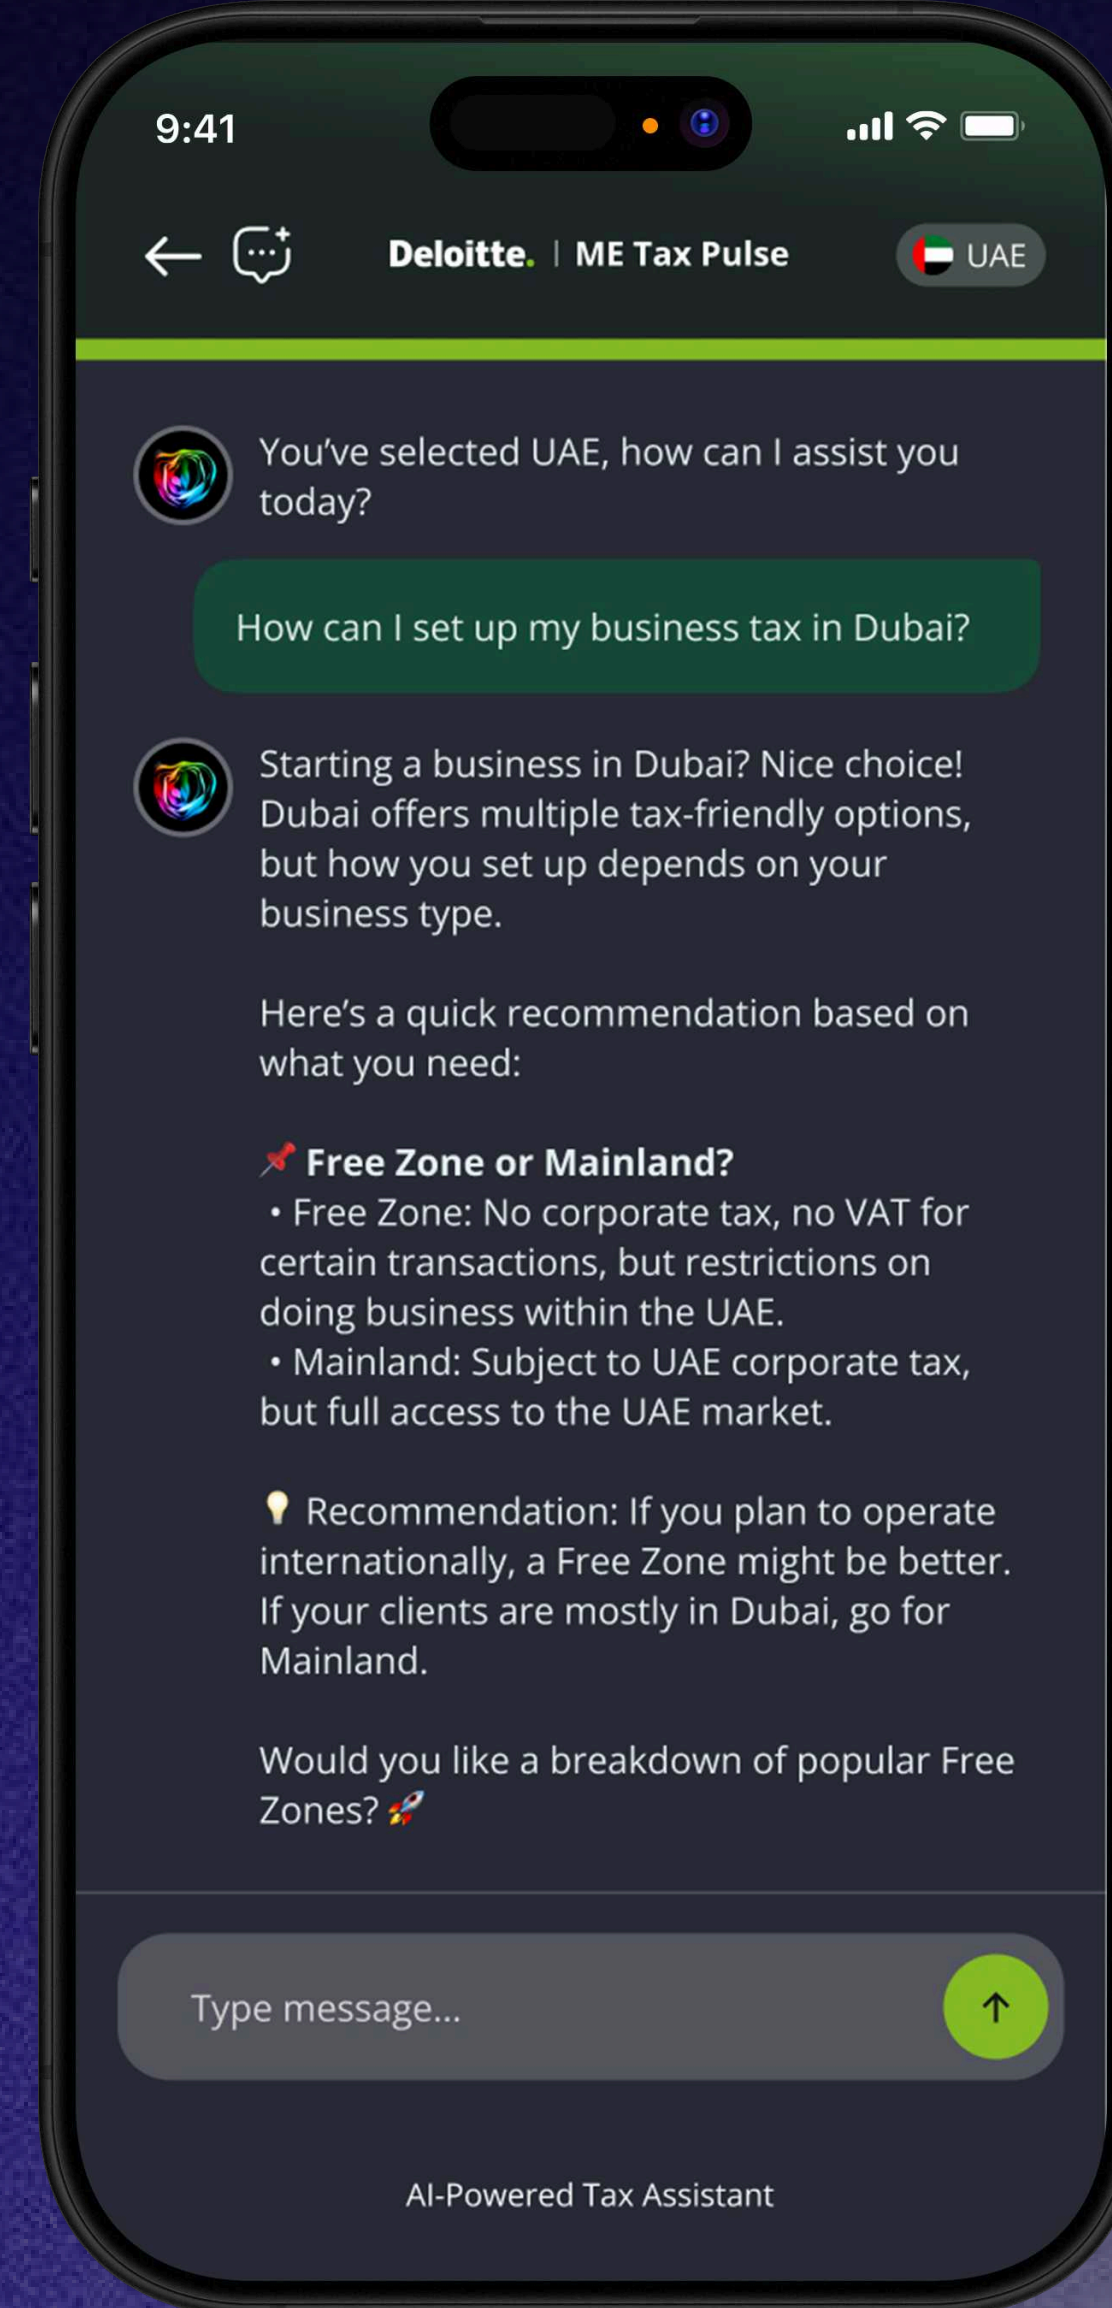 9:41
Deloitte. | ME Tax Pulse
UAE
You’ve selected UAE, how can I assist you
today?
How can I set up my business tax in Dubai?
Starting a business in Dubai? Nice choice!
Dubai offers multiple tax-friendly options,
but how you set up depends on your
business type.
Here’s a quick recommendation based on
what you need:
📌 Free Zone or Mainland?
• Free Zone: No corporate tax, no VAT for
certain transactions, but restrictions on
doing business within the UAE.
• Mainland: Subject to UAE corporate tax,
but full access to the UAE market.
💡 Recommendation: If you plan to operate
internationally, a Free Zone might be better.
If your clients are mostly in Dubai, go for
Mainland.
Would you like a breakdown of popular Free
Zones? 🚀
Type message...
AI-Powered Tax Assistant